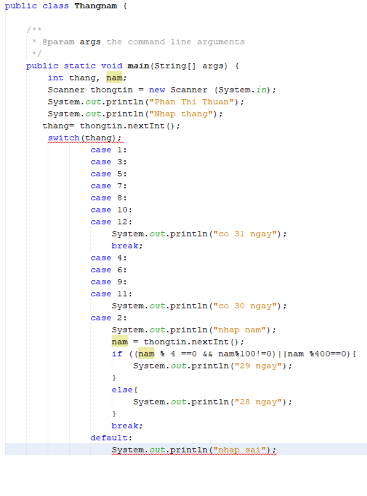 public class Thangnam {
/**
* @param args the command line arguments
*/
public static void main(String[] args) {
int thang, nam;
Scanner thongtin = new Scanner (System.in);
System.out.println("Phan Thi Thuan");
System.out.println("Nhap thang");
thang= thongtin.nextInt();
switch(thang);
case 1:
case 3:
case 5:
case 7:
case 8:
case 10:
case 12:
System.out.println("co 31 ngay");
break;
case 4:
case 6:
case 9:
case 11:
System.out.println("co 30 ngay");
case 2:
System.out.println("nhap nam");
nam = thongtin.nextInt();
if ((nam % 4 ==0 && nam%100!=0)||nam %400==0){
System.out.println("29 ngay");
}
else{
System.out.println("28 ngay");
}
break;
default:
System.out.println("nhap sai");